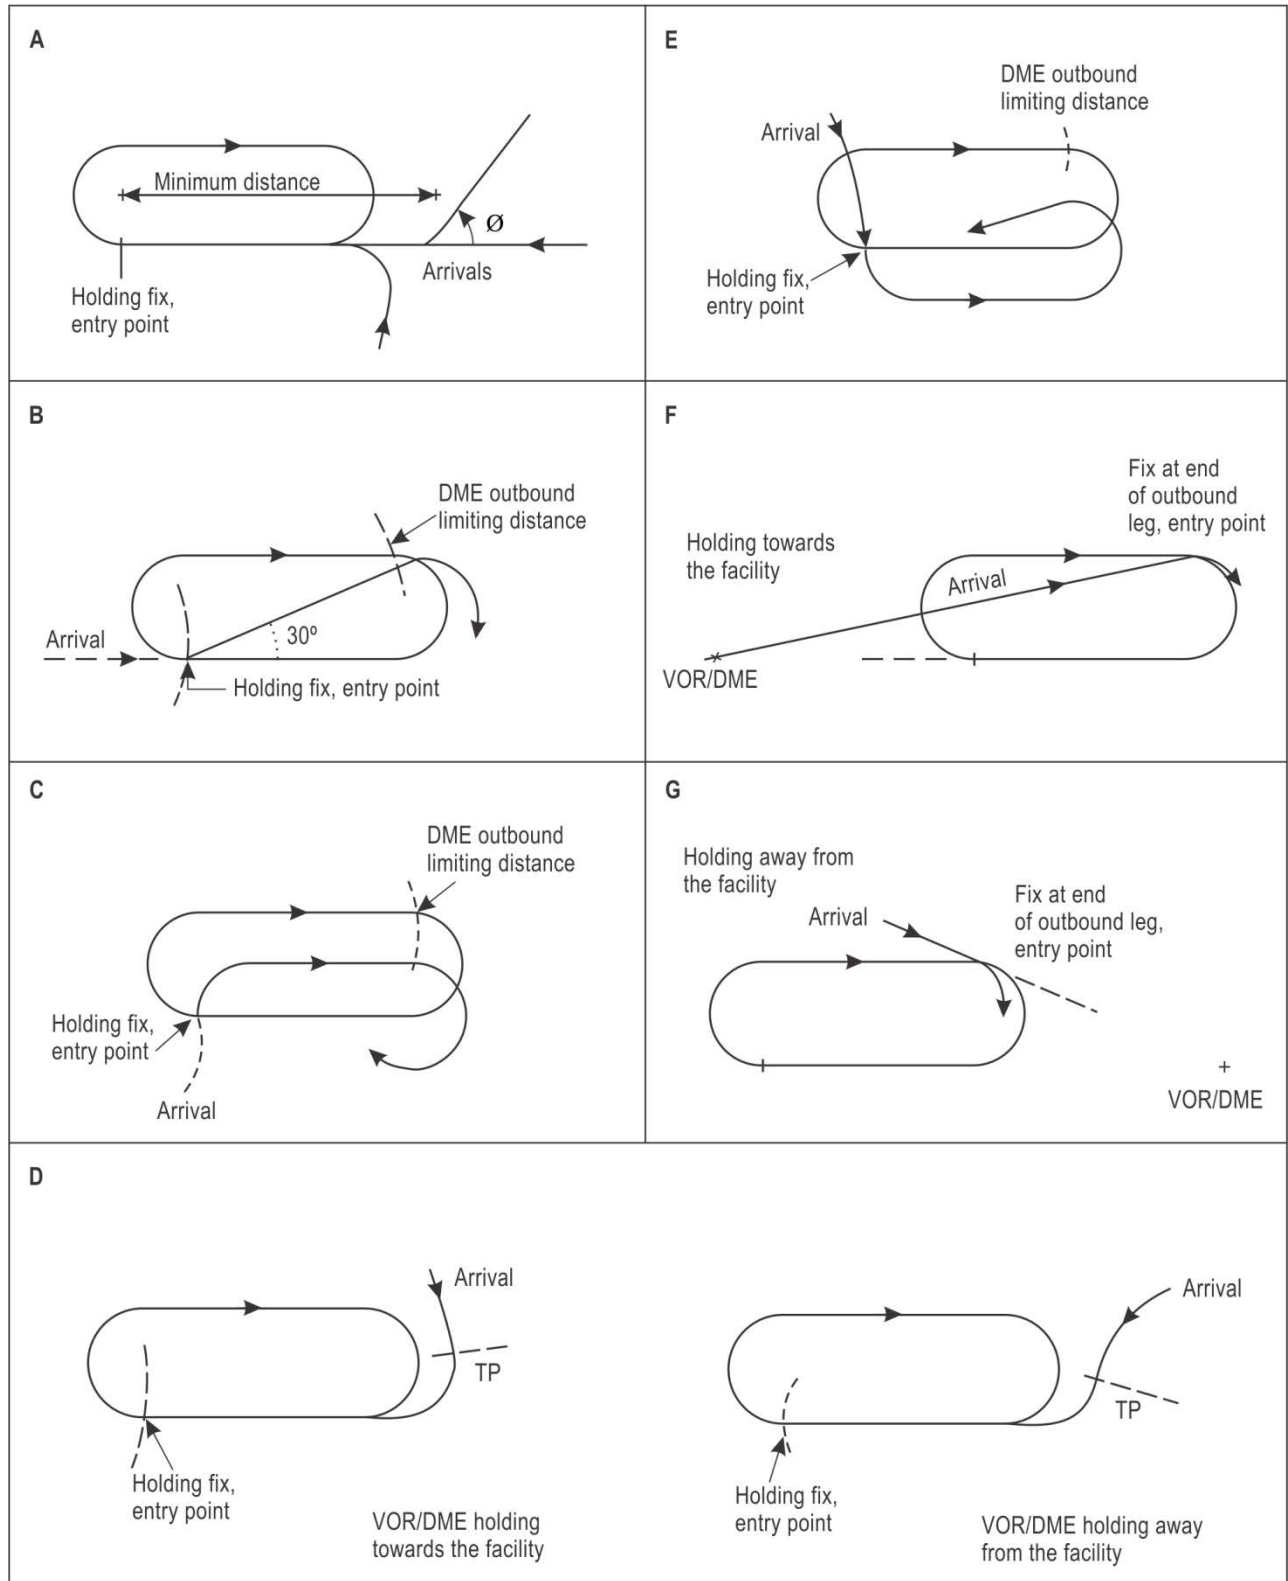 A
Minimum distance
Ø
Arrivals
Holding fix,
entry point
B
DME outbound
limiting distance
Arrival
30º
Holding fix, entry point
C
DME outbound
limiting distance
Holding fix,
entry point
Arrival
E
DME outbound
limiting distance
Arrival
Holding fix,
entry point
F
Fix at end
of outbound
leg, entry point
Holding towards
the facility
Arrival
VOR/DME
G
Holding away from
the facility
Arrival
Fix at end
of outbound leg,
entry point
VOR/DME
D
Arrival
TP
Holding fix,
entry point
VOR/DME holding
towards the facility
Arrival
TP
Holding fix,
entry point
VOR/DME holding away
from the facility